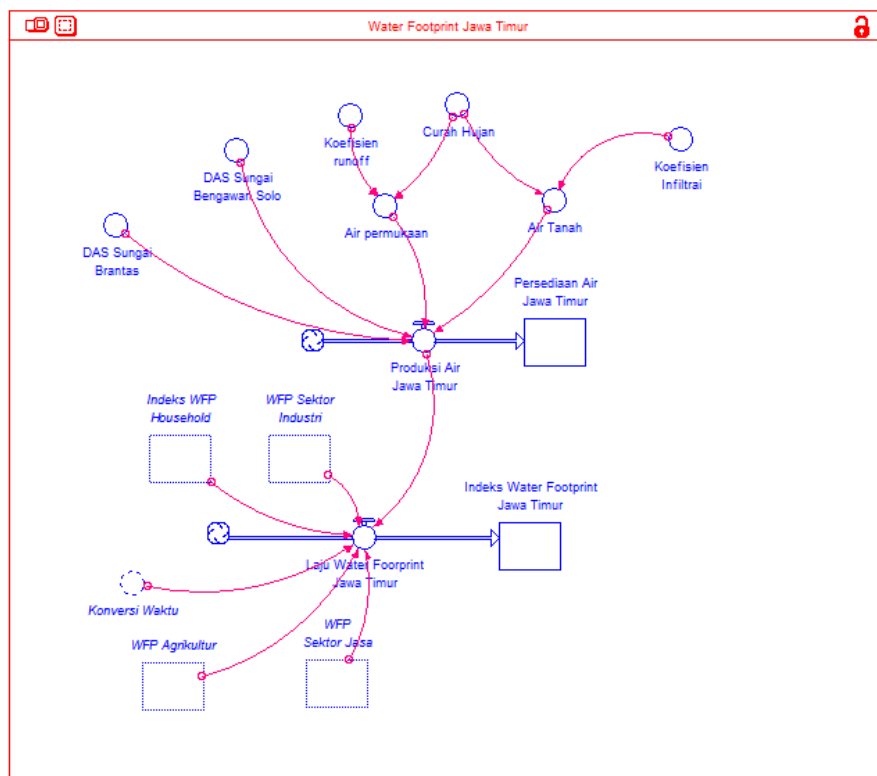 Water Footprint Jawa Timur
Koefisien
runoff
Curah Hujan
Koefisien
Infiltrai
DAS Sungai
Bengawan Solo
Air permukaan
Air Tanah
DAS Sungai
Brantas
Persediaan Air
Jawa Timur
Produksi Air
Jawa Timur
Indeks WFP
Household
WFP Sektor
Industri
Indeks Water Footprint
Jawa Timur
Laju Water Foorprint
Jawa Timur
Konversi Waktu
WFP Agrikultur
WFP
Sektor Jasa